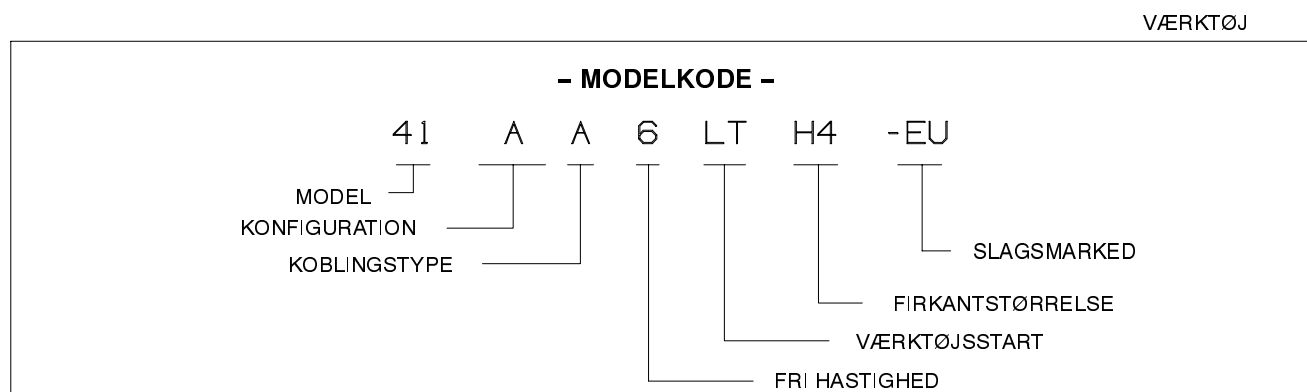 VÆRKTØJ
– MODELKODE –
41 A A 6 LT H4 -EU
MODEL
KONFIGURATION
SLAGSMARKED
KOBLINGSTYPE
FIRKANTSTØRRELSE
VÆRKTØJSSTART
FRI HASTIGHED